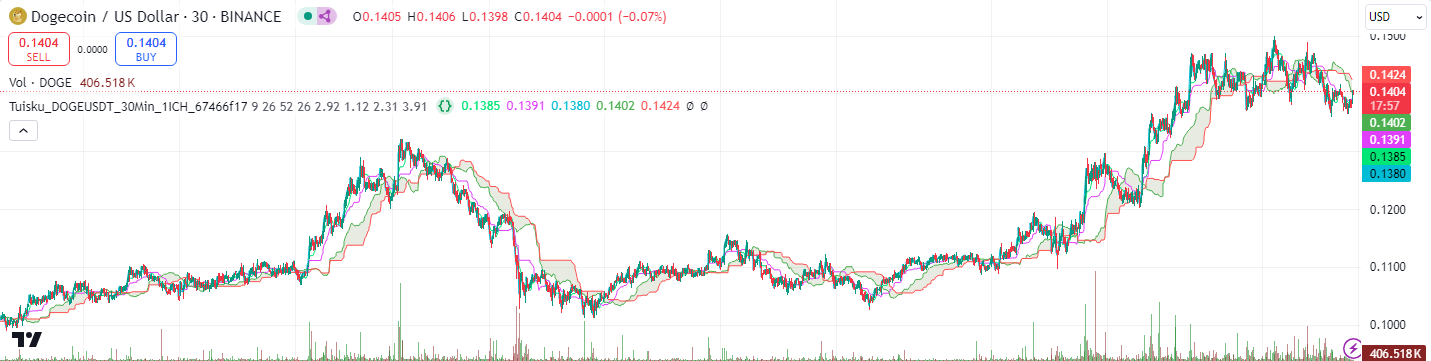 Dogecoin / US Dollar · 30 · BINANCE O0.1405 H0.1406 L0.1398 C0.1404 −0.0001 (−0.07%)
USD
0.1404 SELL
0.0000
0.1404 BUY
Vol · DOGE 406.518 K
Tuisku_DOGEUSDT_30Min_1ICH_67466f17 9 26 52 26 2.92 1.12 2.31 3.91 {} 0.1385 0.1391 0.1380 0.1402 0.1424 ∅ ∅
0.1500
0.1424
0.1404
17:57
0.1402
0.1391
0.1385
0.1380
0.1200
0.1100
0.1000
406.518 K